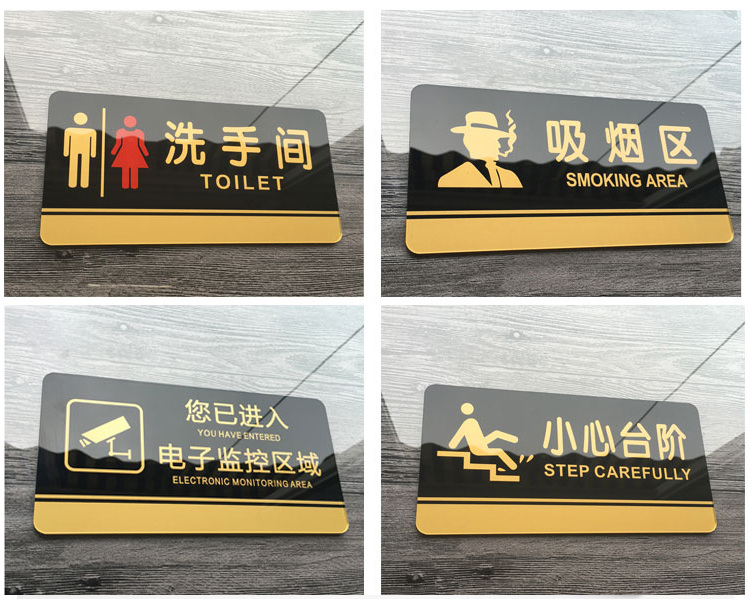 洗手间
TOILET
吸烟区
SMOKING AREA
您已进入
YOU HAVE ENTERED
电子监控区域
ELECTRONIC MONITORING AREA
小心台阶
STEP CAREFULLY